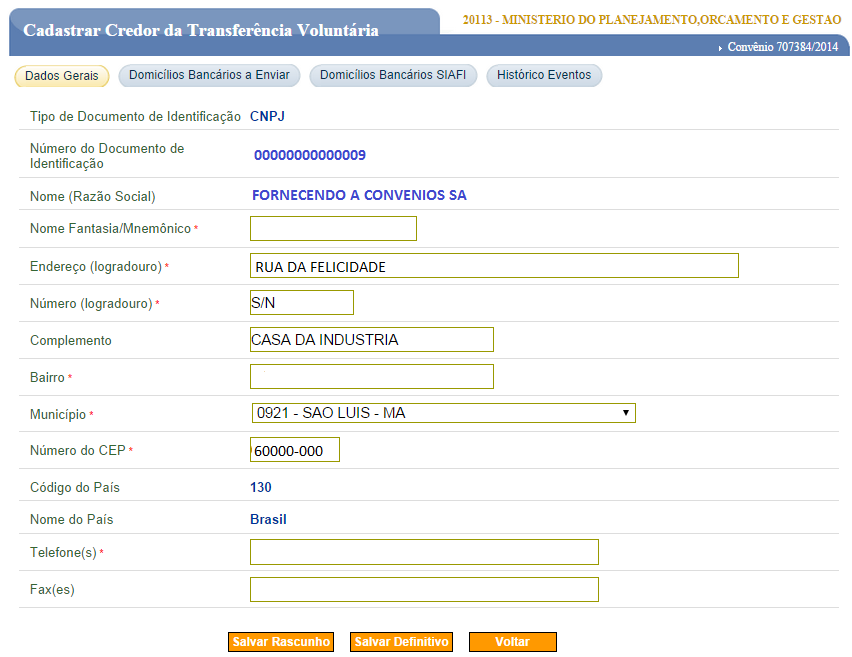 Cadastrar Credor da Transferência Voluntária
20113 - MINISTERIO DO PLANEJAMENTO,ORCAMENTO E GESTAO
Convênio 707384/2014
Dados Gerais Domicílios Bancários a Enviar Domicílios Bancários SIAFI Histórico Eventos
Tipo de Documento de Identificação CNPJ
Número do Documento de
Identificação
00000000000009
Nome (Razão Social) FORNECENDO A CONVENIOS SA
Nome Fantasia/Mnemônico *
Endereço (logradouro) * RUA DA FELICIDADE
Número (logradouro) * S/N
Complemento CASA DA INDUSTRIA
Bairro *
Município * 0921 - SAO LUIS - MA
Número do CEP * 60000-000
Código do País 130
Nome do País Brasil
Telefone(s) *
Fax(es)
Salvar Rascunho Salvar Definitivo Voltar